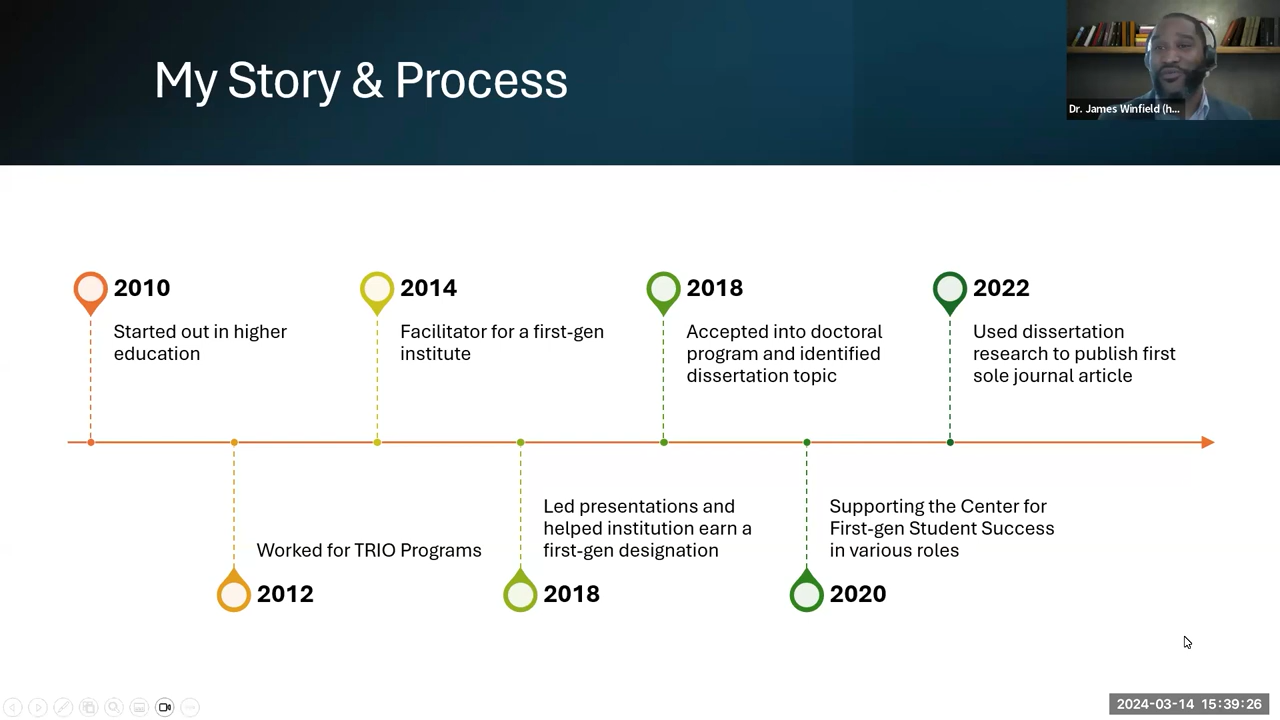 My Story & Process
Dr. James Winfield (h...
2010
Started out in higher
education
2014
Facilitator for a first-gen
institute
2018
Accepted into doctoral
program and identified
dissertation topic
2022
Used dissertation
research to publish first
sole journal article
Worked for TRIO Programs
2012
Led presentations and
helped institution earn a
first-gen designation
2018
Supporting the Center for
First-gen Student Success
in various roles
2020
2024-03-14 15:39:26